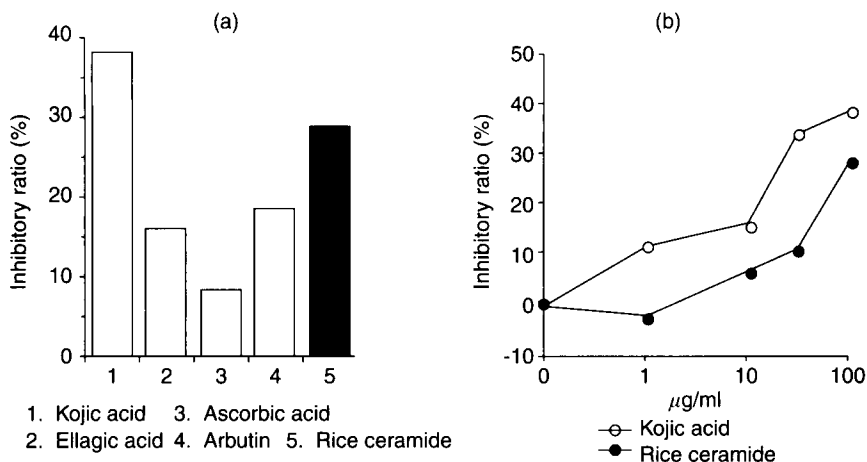 (a)
Inhibitory ratio (%)
40
30
20
10
0
1 2 3 4 5
1. Kojic acid 3. Ascorbic acid
2. Ellagic acid 4. Arbutin 5. Rice ceramide
(b)
Inhibitory ratio (%)
50
40
30
20
10
0
-10
0 1 10 100
μg/ml
Kojic acid
Rice ceramide